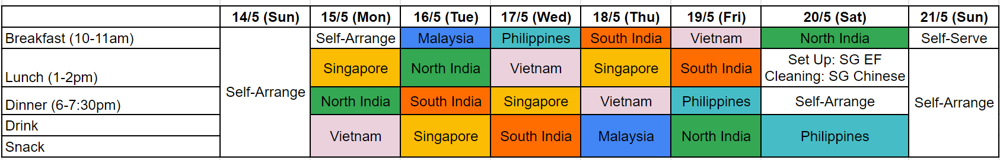 14/5 (Sun) 15/5 (Mon) 16/5 (Tue) 17/5 (Wed) 18/5 (Thu) 19/5 (Fri) 20/5 (Sat) 21/5 (Sun)
Breakfast (10-11am) Self-Arrange Malaysia Philippines South India Vietnam North India Self-Serve
Lunch (1-2pm) Singapore North India Vietnam Singapore South India Set Up: SG EF
Cleaning: SG Chinese
Self-Arrange
Dinner (6-7:30pm) North India South India Singapore Vietnam Philippines Self-Arrange Self-Arrange
Drink
Vietnam Singapore South India Malaysia North India Philippines
Snack